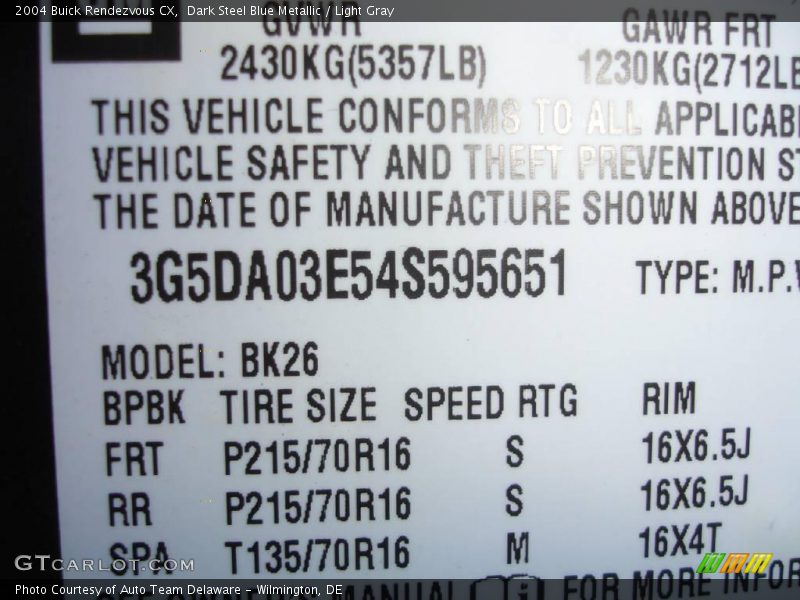 2004 Buick Rendezvous CX, Dark Steel Blue Metallic / Light Gray
GVWR GAWR FRT
2430KG(5357LB) 1230KG(2712LB
THIS VEHICLE CONFORMS TO ALL APPLICAB
VEHICLE SAFETY AND THEFT PREVENTION S
THE DATE OF MANUFACTURE SHOWN ABOVE
3G5DA03E54S595651 TYPE: M.P.V
MODEL: BK26
BPBK TIRE SIZE SPEED RTG RIM
FRT P215/70R16 S 16X6.5J
RR P215/70R16 S 16X6.5J
SPA T135/70R16 M 16X4T
GTCARLOT.COM
MANUAL FOR MORE INFOR
Photo Courtesy of Auto Team Delaware - Wilmington, DE